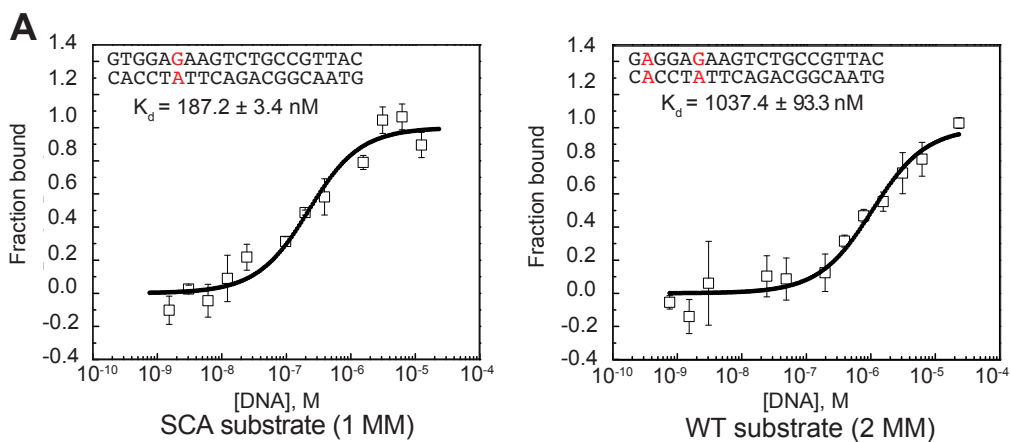 A
GTGGAGAAGTCTGCCGTTAC
CACCTATTCAGACGGCAATG
K_d = 187.2 ± 3.4 nM
Fraction bound
1.4
1.2
1.0
0.8
0.6
0.4
0.2
0.0
-0.2
-0.4
10^-10 10^-9 10^-8 10^-7 10^-6 10^-5 10^-4
[DNA], M
SCA substrate (1 MM)
GAGGAGAAGTCTGCCGTTAC
CACCTATTCAGACGGCAATG
K_d = 1037.4 ± 93.3 nM
Fraction bound
1.4
1.2
1.0
0.8
0.6
0.4
0.2
0.0
-0.2
-0.4
10^-10 10^-9 10^-8 10^-7 10^-6 10^-5 10^-4
[DNA], M
WT substrate (2 MM)